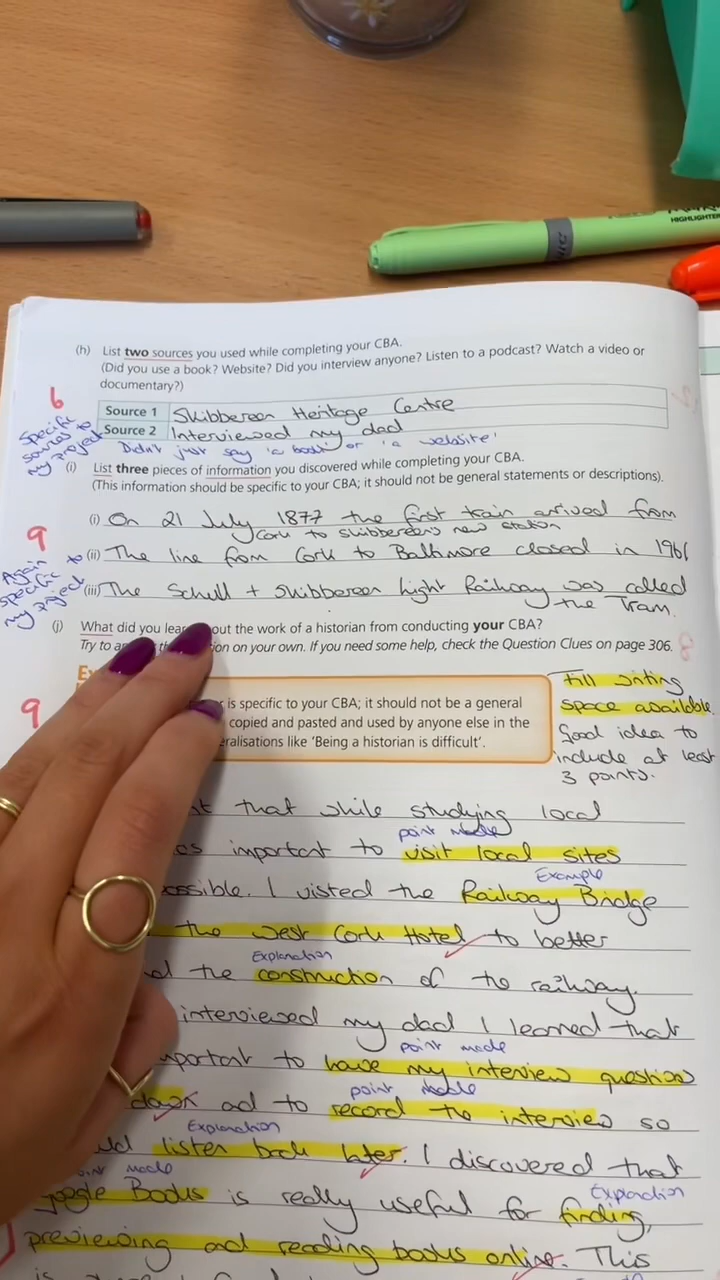 HIGHLIGHTER
(h) List two sources you used while completing your CBA.
(Did you use a book? Website? Did you interview anyone? Listen to a podcast? Watch a video or
documentary?)
6
Specific
sources to
my project
Source 1 Skibbereen Heritage Centre
Source 2 Interviewed my dad
Didn't just say 'a book' or 'a website'
(i) List three pieces of information you discovered while completing your CBA.
(This information should be specific to your CBA; it should not be general statements or descriptions).
9
Again
specific to
my project
(i) On 21 July 1877 the first train arrived from
Cork to Skibbereen's new station
(ii) The line from Cork to Baltimore closed in 1961
(iii) The Schull + Skibbereen light Railway was called
the Tram.
(j) What did you lear out the work of a historian from conducting your CBA?
Try to on your own. If you need some help, check the Question Clues on page 306.
8
9
Ex
is specific to your CBA; it should not be a general
copied and pasted and used by anyone else in the
eralisations like 'Being a historian is difficult'.
Fill writing
space available.
Good idea to
include at least
3 points.
that while studying local
point made
important to visit local sites
Example
ossible. I visted the Railway Bridge
the West Cork Hotel to better
Explanation
the construction of the railway.
interviewed my dad I learned that
point made
mportant to have my interview questions
point made
ad to record the interview so
Explanation
ld listen back later. I discovered that
point made
oogle Books is really useful for finding,
Explanation
previewing and reading books online. This